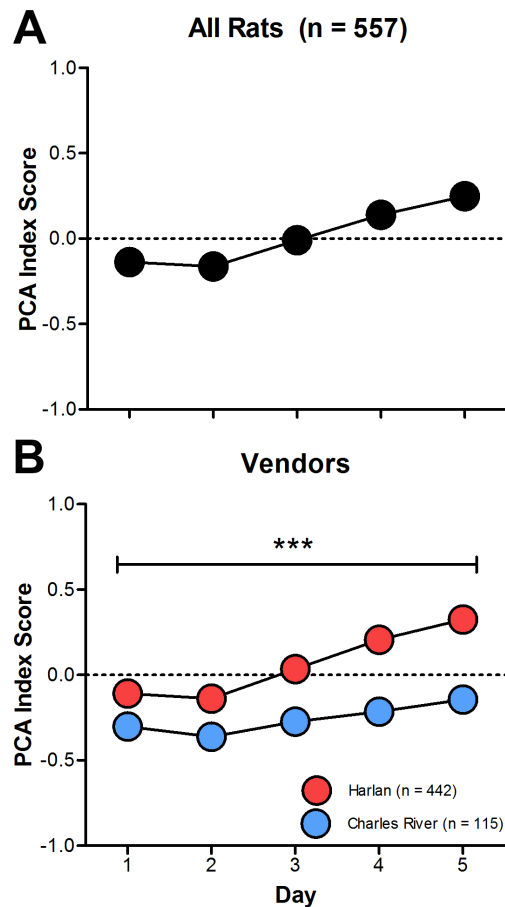 A
All Rats (n = 557)
1.0
0.5
0.0
-0.5
-1.0
PCA Index Score
B
Vendors
***
1.0
0.5
0.0
-0.5
-1.0
PCA Index Score
Harlan (n = 442)
Charles River (n = 115)
1 2 3 4 5
Day